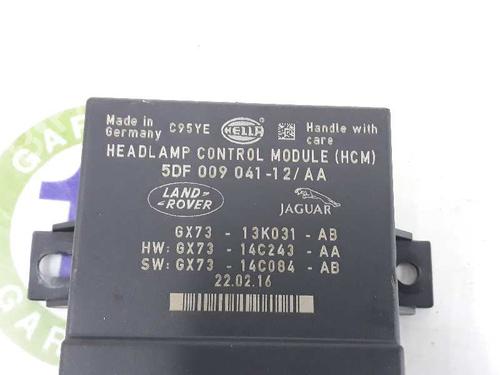 Made in Germany
C95YE
HELLA
Handle with care
HEADLAMP CONTROL MODULE (HCM)
5DF 009 041-12/AA
LAND ROVER
JAGUAR
GX73 - 13K031 - AB
HW: GX73 - 14C243 - AA
SW: GX73 - 14C084 - AB
22.02.16